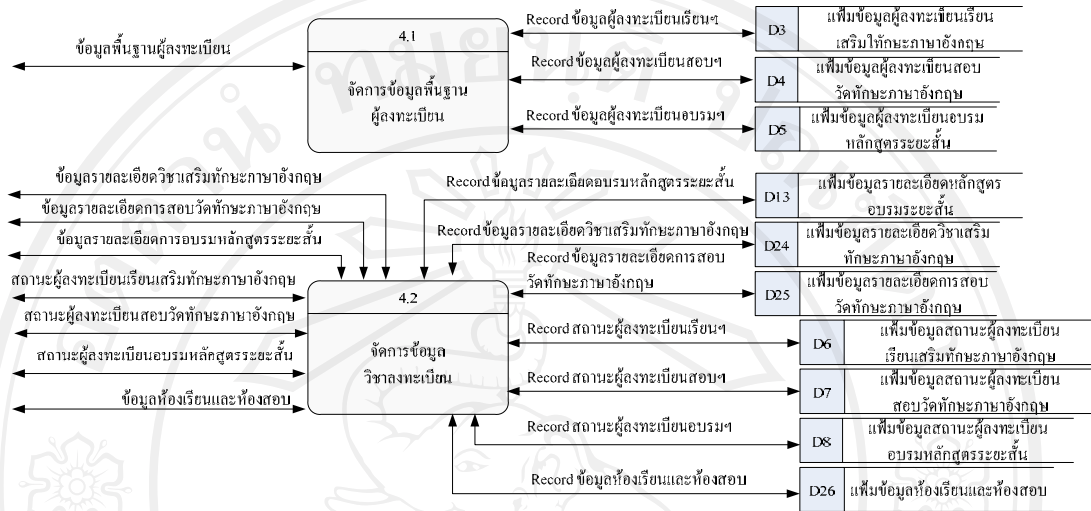 ข้อมูลพื้นฐานผู้ลงทะเบียน
4.1
จัดการข้อมูลพื้นฐาน
ผู้ลงทะเบียน
Record ข้อมูลผู้ลงทะเบียนเรียนฯ
D3
แฟ้มข้อมูลผู้ลงทะเบียนเรียน
เสริมทักษะภาษาอังกฤษ
Record ข้อมูลผู้ลงทะเบียนสอบฯ
D4
แฟ้มข้อมูลผู้ลงทะเบียนสอบ
วัดทักษะภาษาอังกฤษ
Record ข้อมูลผู้ลงทะเบียนอบรมฯ
D5
แฟ้มข้อมูลผู้ลงทะเบียนอบรม
หลักสูตรระยะสั้น
ข้อมูลรายละเอียดวิชาเสริมทักษะภาษาอังกฤษ
ข้อมูลรายละเอียดการสอบวัดทักษะภาษาอังกฤษ
ข้อมูลรายละเอียดการอบรมหลักสูตรระยะสั้น
สถานะผู้ลงทะเบียนเรียนเสริมทักษะภาษาอังกฤษ
สถานะผู้ลงทะเบียนสอบวัดทักษะภาษาอังกฤษ
สถานะผู้ลงทะเบียนอบรมหลักสูตรระยะสั้น
ข้อมูลห้องเรียนและห้องสอบ
4.2
จัดการข้อมูล
วิชาลงทะเบียน
Record ข้อมูลรายละเอียดอบรมหลักสูตรระยะสั้น
D13
แฟ้มข้อมูลรายละเอียดหลักสูตร
อบรมระยะสั้น
Record ข้อมูลรายละเอียดวิชาเสริมทักษะภาษาอังกฤษ
D24
แฟ้มข้อมูลรายละเอียดวิชาเสริม
ทักษะภาษาอังกฤษ
Record ข้อมูลรายละเอียดการสอบ
วัดทักษะภาษาอังกฤษ
D25
แฟ้มข้อมูลรายละเอียดการสอบ
วัดทักษะภาษาอังกฤษ
Record สถานะผู้ลงทะเบียนเรียนฯ
D6
แฟ้มข้อมูลสถานะผู้ลงทะเบียน
เรียนเสริมทักษะภาษาอังกฤษ
Record สถานะผู้ลงทะเบียนสอบฯ
D7
แฟ้มข้อมูลสถานะผู้ลงทะเบียน
สอบวัดทักษะภาษาอังกฤษ
Record สถานะผู้ลงทะเบียนอบรมฯ
D8
แฟ้มข้อมูลสถานะผู้ลงทะเบียน
อบรมหลักสูตรระยะสั้น
Record ข้อมูลห้องเรียนและห้องสอบ
D26
แฟ้มข้อมูลห้องเรียนและห้องสอบ